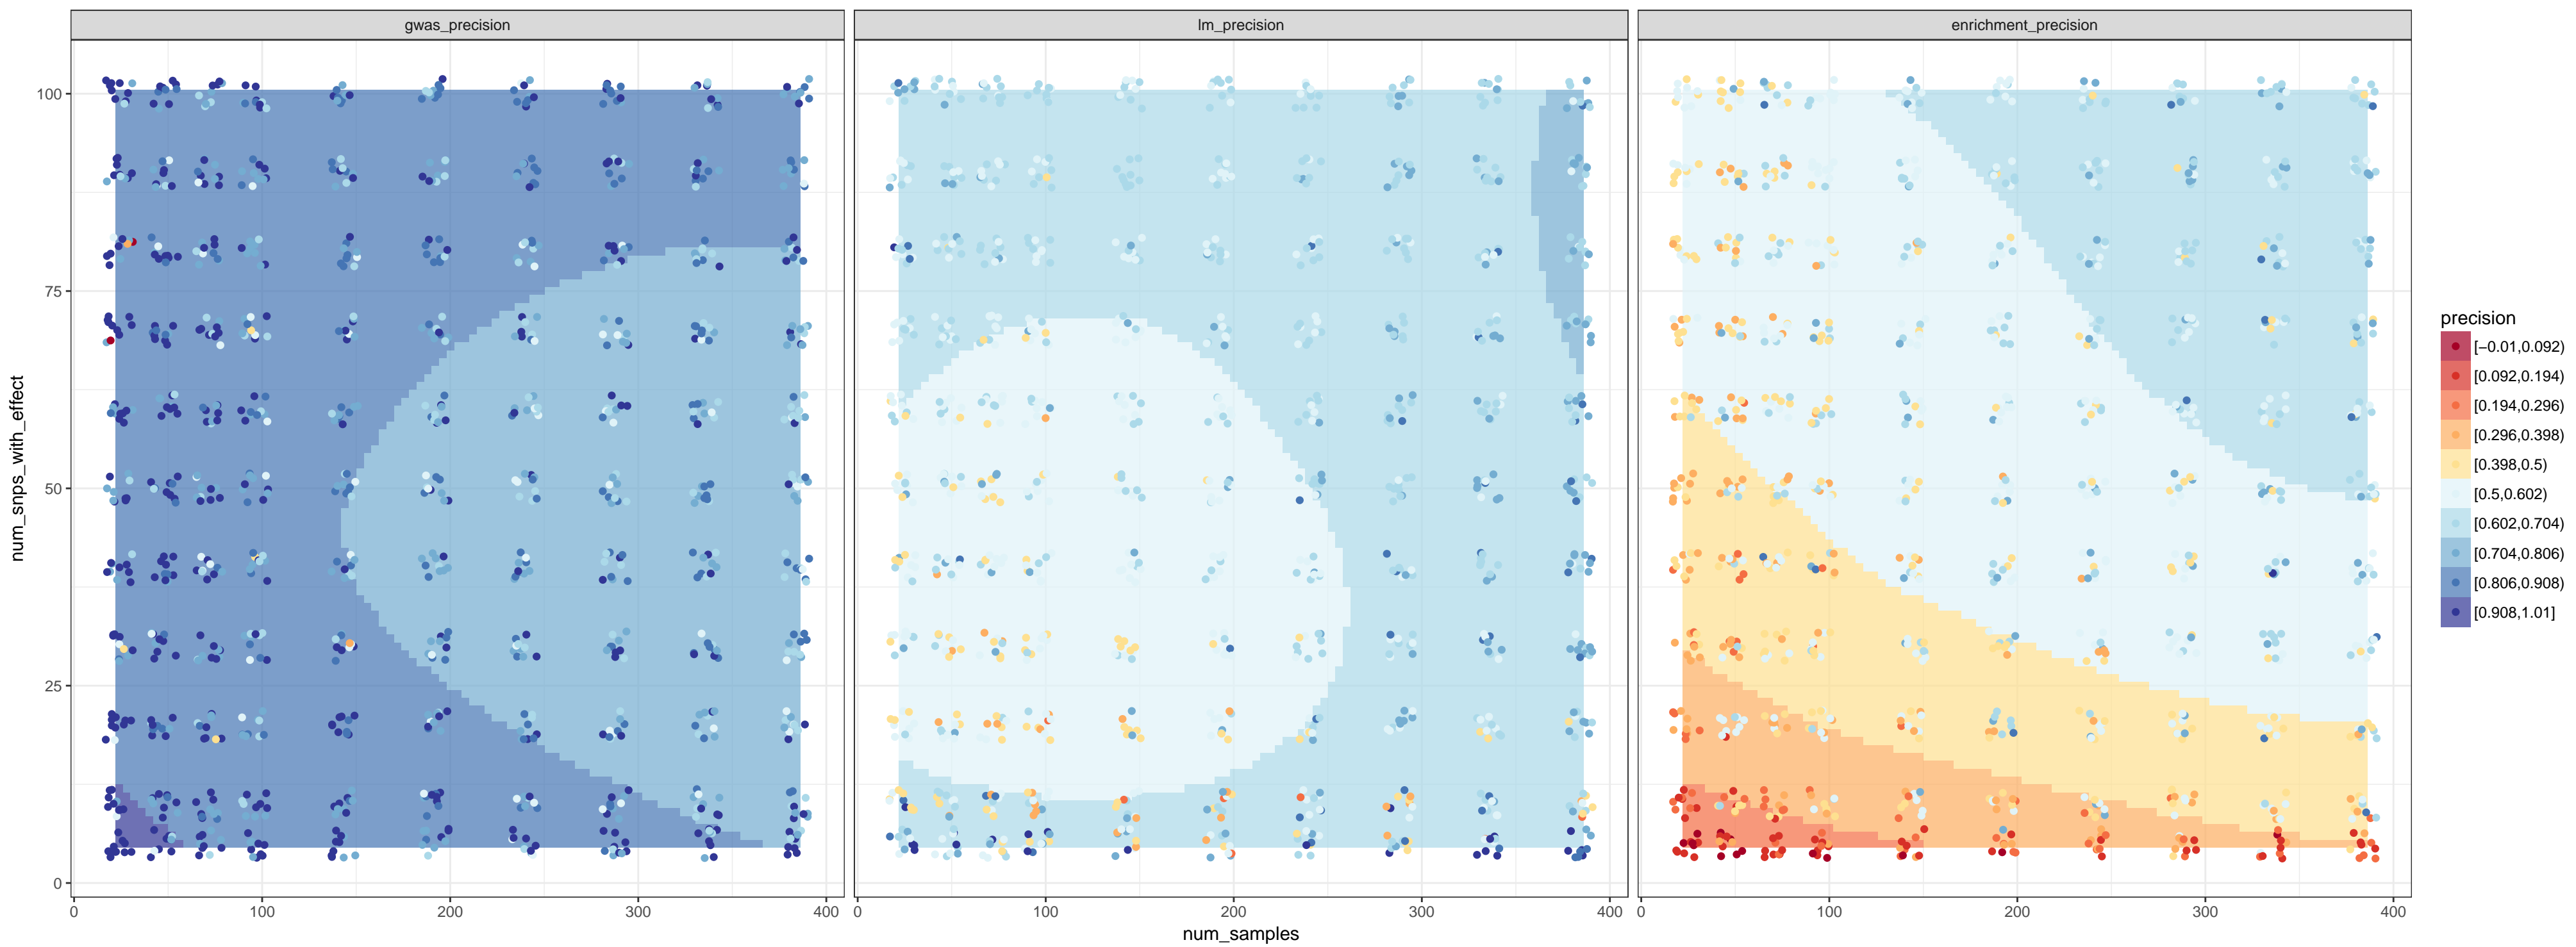 gwas_precision
lm_precision
enrichment_precision
100
75
50
25
0
num_snps_with_effect
0 100 200 300 400
0 100 200 300 400
0 100 200 300 400
num_samples
precision
[−0.01,0.092)
[0.092,0.194)
[0.194,0.296)
[0.296,0.398)
[0.398,0.5)
[0.5,0.602)
[0.602,0.704)
[0.704,0.806)
[0.806,0.908)
[0.908,1.01]